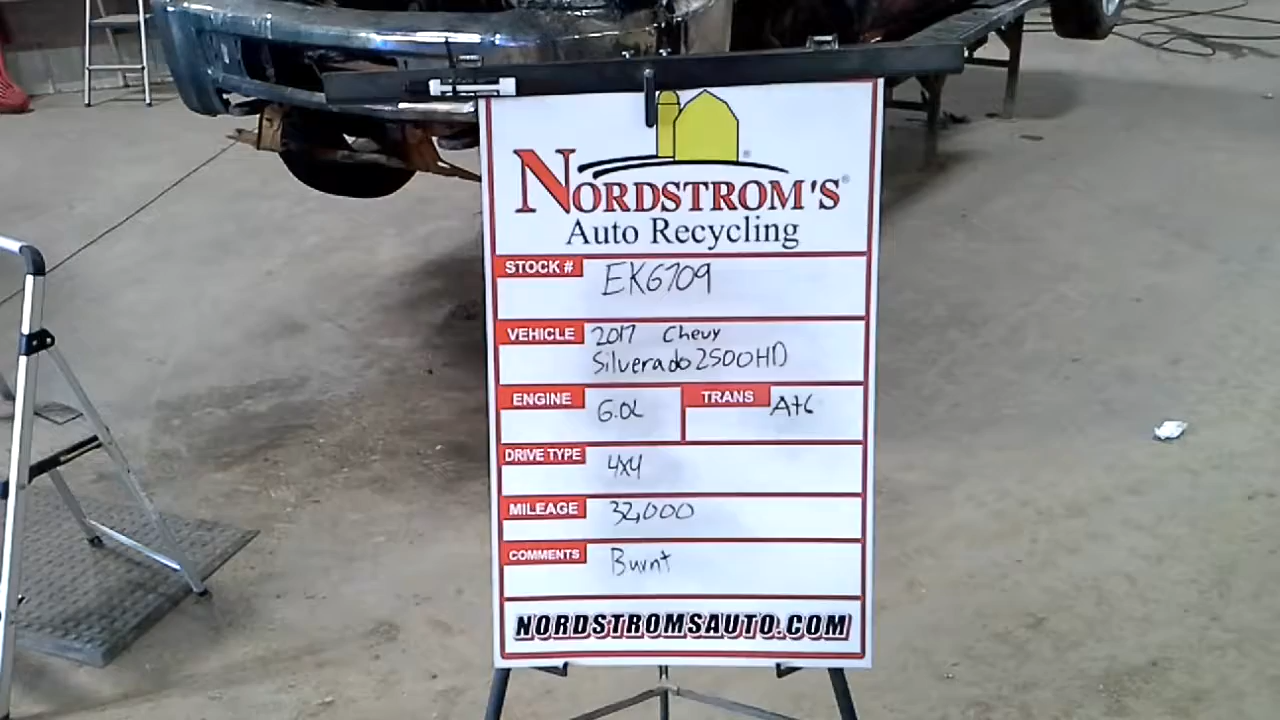 NORDSTROM'S®
Auto Recycling
STOCK # EK6709
VEHICLE 2017 Chevy
Silverado 2500HD
ENGINE 6.0L TRANS At6
DRIVE TYPE 4x4
MILEAGE 32,000
COMMENTS Burnt
NORDSTROMSAUTO.COM